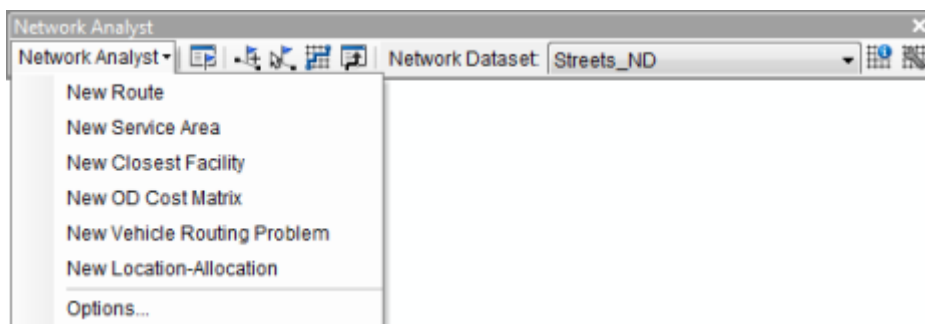 Network Analyst
Network Analyst Network Dataset: Streets_ND
New Route
New Service Area
New Closest Facility
New OD Cost Matrix
New Vehicle Routing Problem
New Location-Allocation
Options...